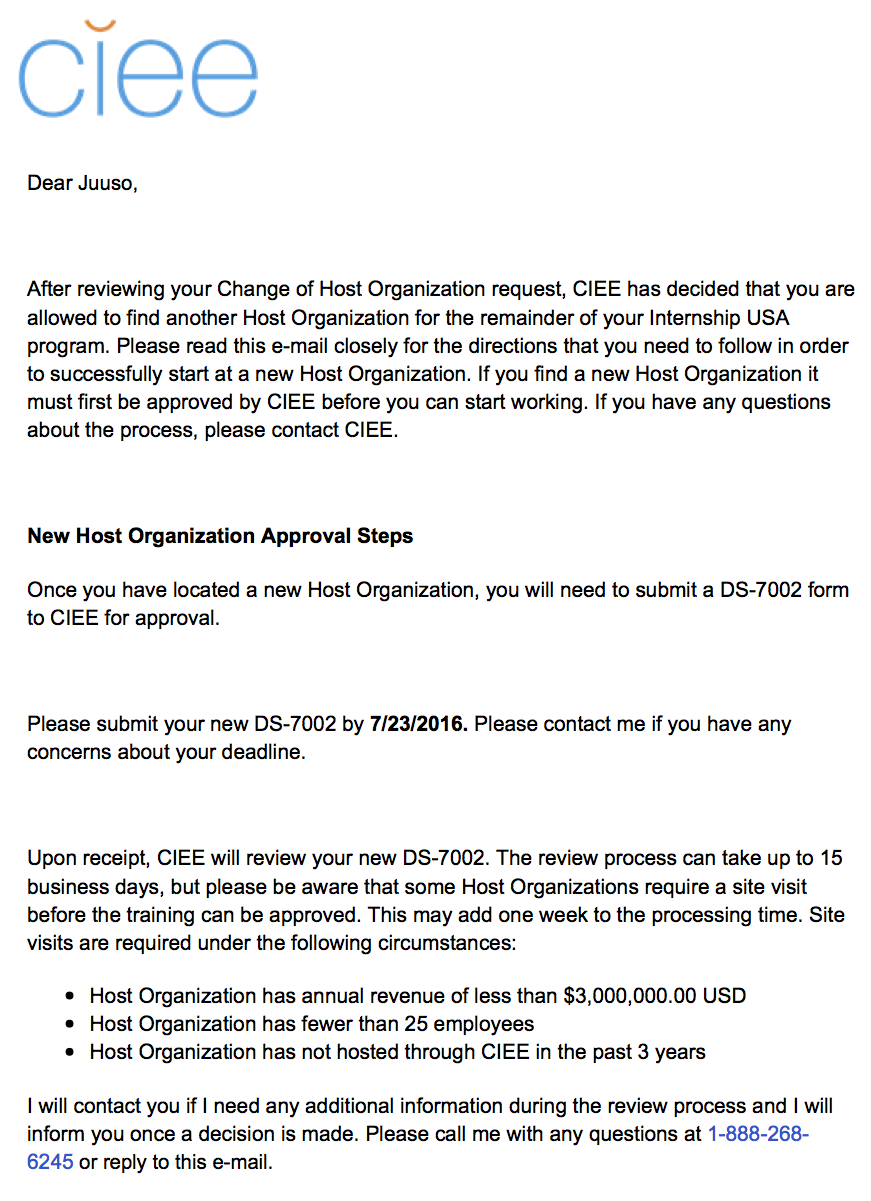 ciee
Dear Juuso,
After reviewing your Change of Host Organization request, CIEE has decided that you are
allowed to find another Host Organization for the remainder of your Internship USA
program. Please read this e-mail closely for the directions that you need to follow in order
to successfully start at a new Host Organization. If you find a new Host Organization it
must first be approved by CIEE before you can start working. If you have any questions
about the process, please contact CIEE.
New Host Organization Approval Steps
Once you have located a new Host Organization, you will need to submit a DS-7002 form
to CIEE for approval.
Please submit your new DS-7002 by 7/23/2016. Please contact me if you have any
concerns about your deadline.
Upon receipt, CIEE will review your new DS-7002. The review process can take up to 15
business days, but please be aware that some Host Organizations require a site visit
before the training can be approved. This may add one week to the processing time. Site
visits are required under the following circumstances:
• Host Organization has annual revenue of less than $3,000,000.00 USD
• Host Organization has fewer than 25 employees
• Host Organization has not hosted through CIEE in the past 3 years
I will contact you if I need any additional information during the review process and I will
inform you once a decision is made. Please call me with any questions at 1-888-268-
6245 or reply to this e-mail.